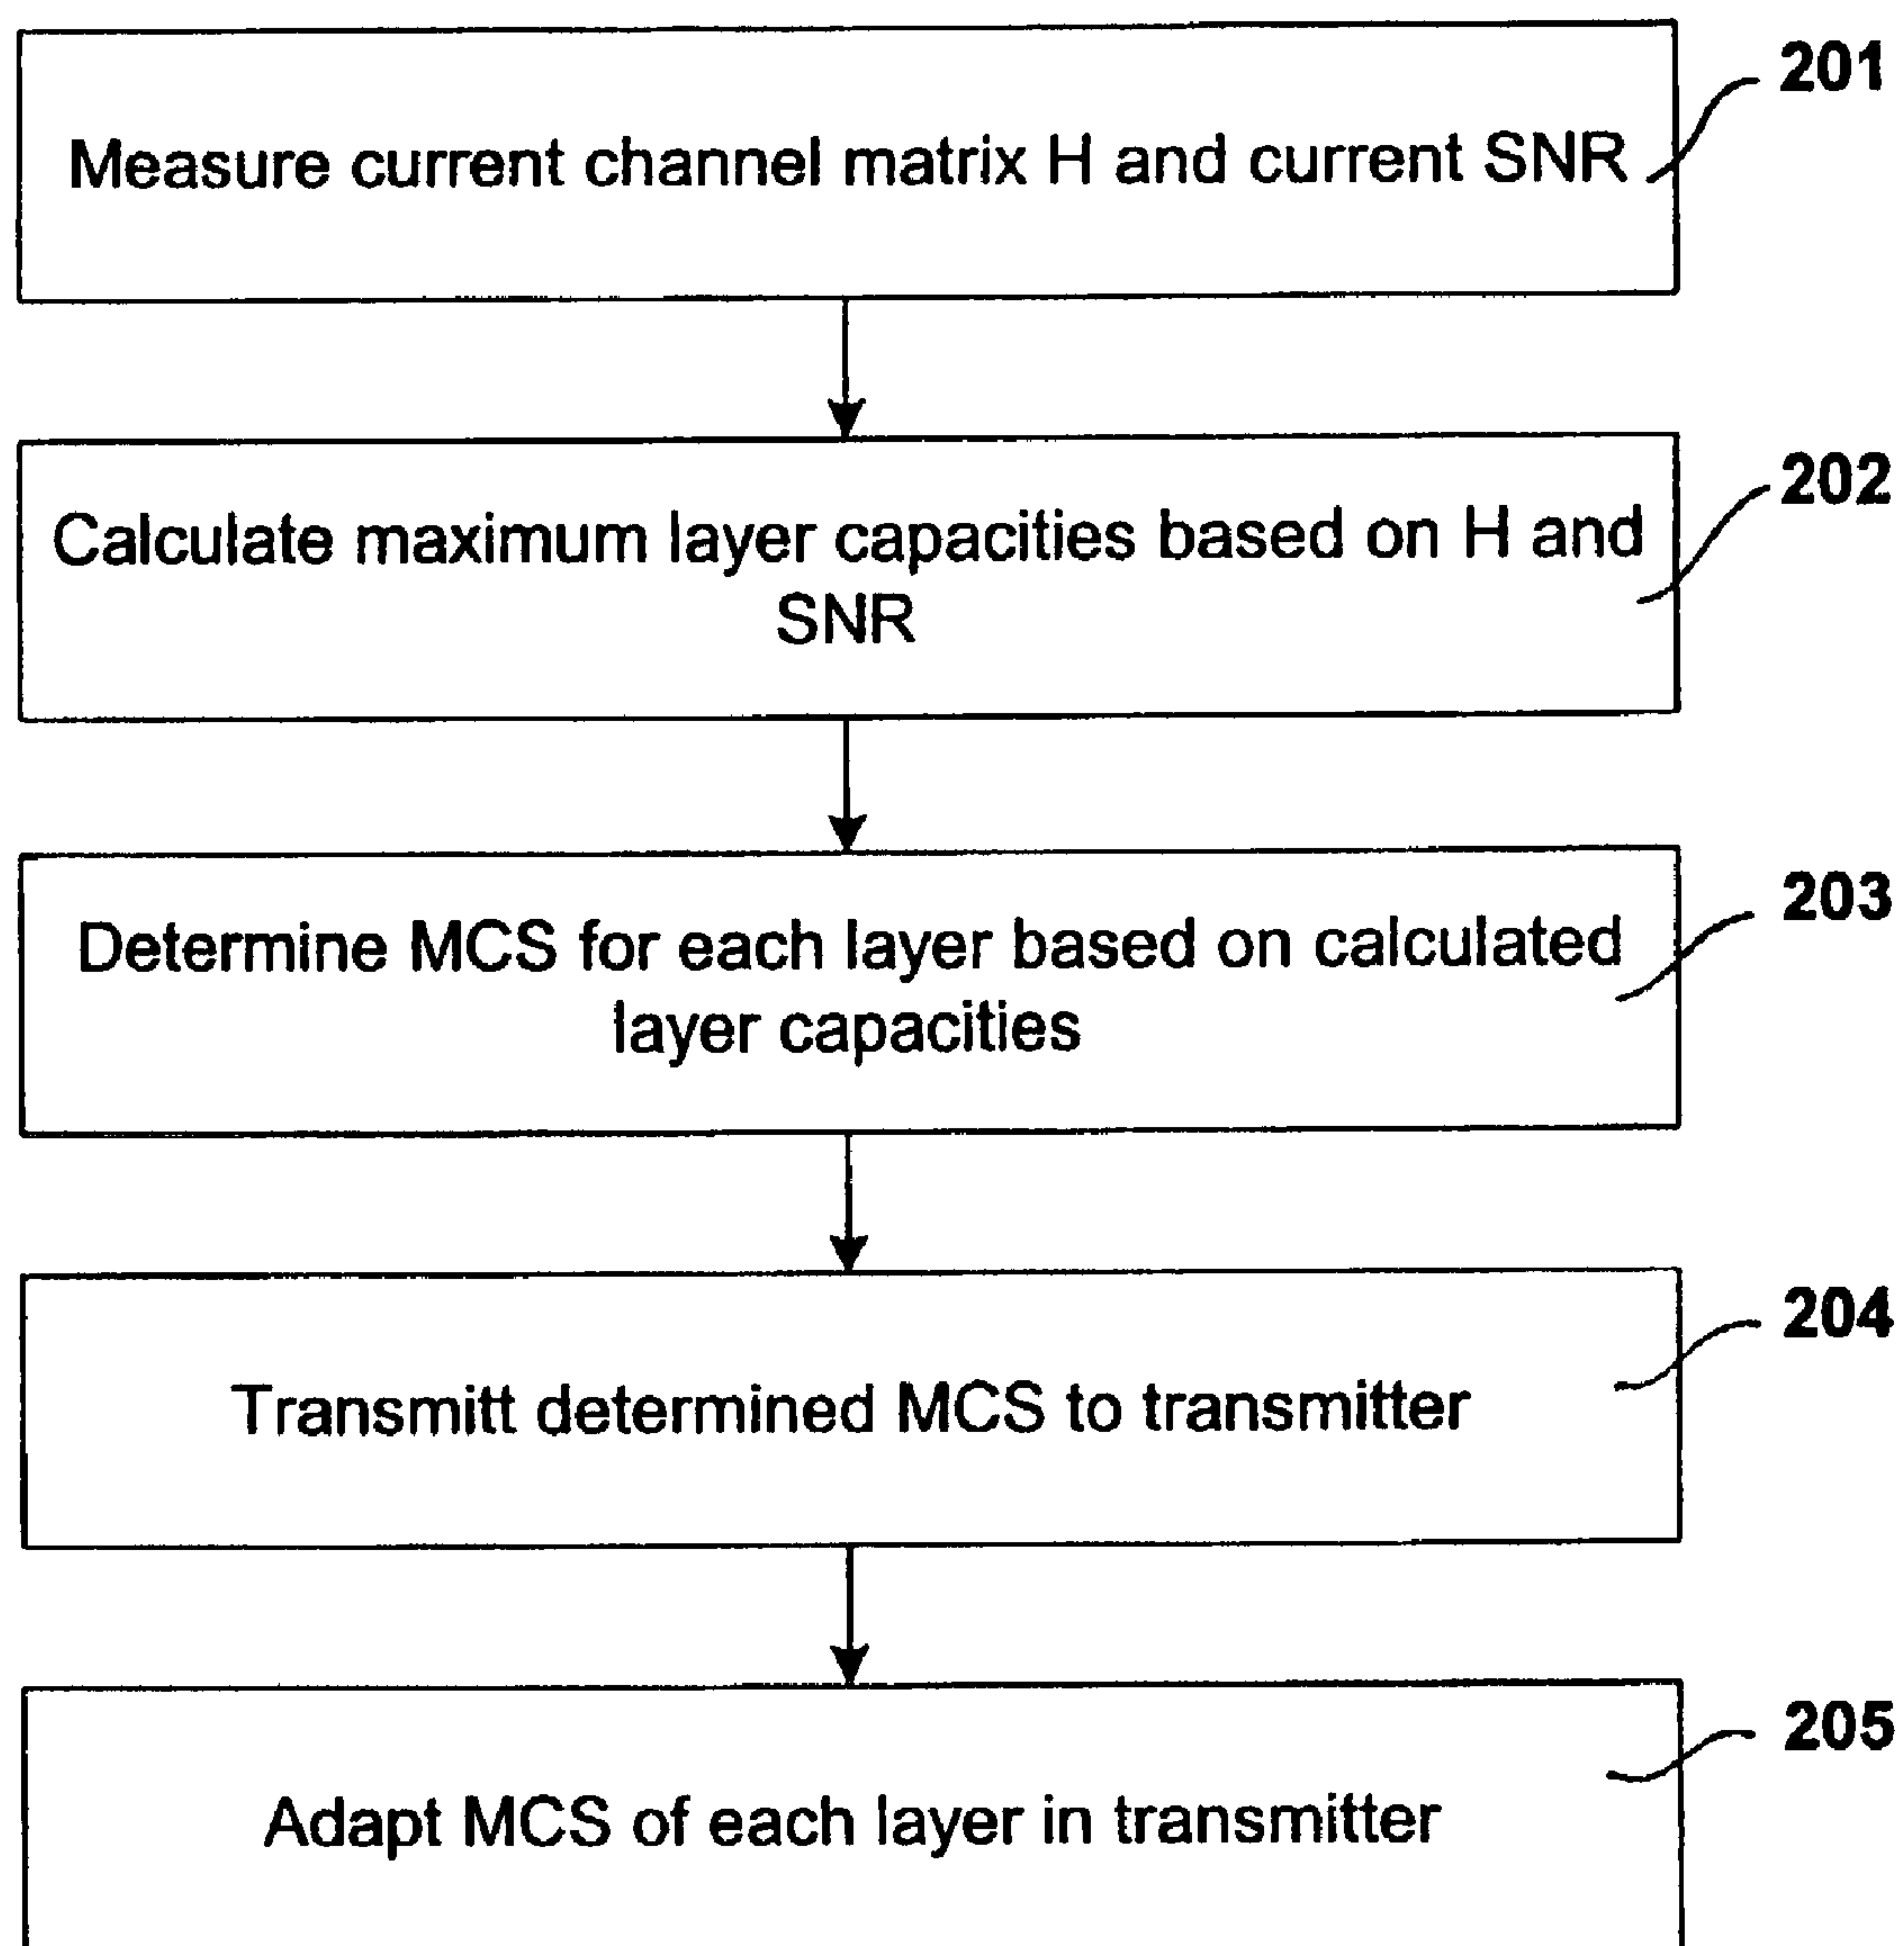 201
Measure current channel matrix H and current SNR
202
Calculate maximum layer capacities based on H and
SNR
203
Determine MCS for each layer based on calculated
layer capacities
204
Transmitt determined MCS to transmitter
205
Adapt MCS of each layer in transmitter